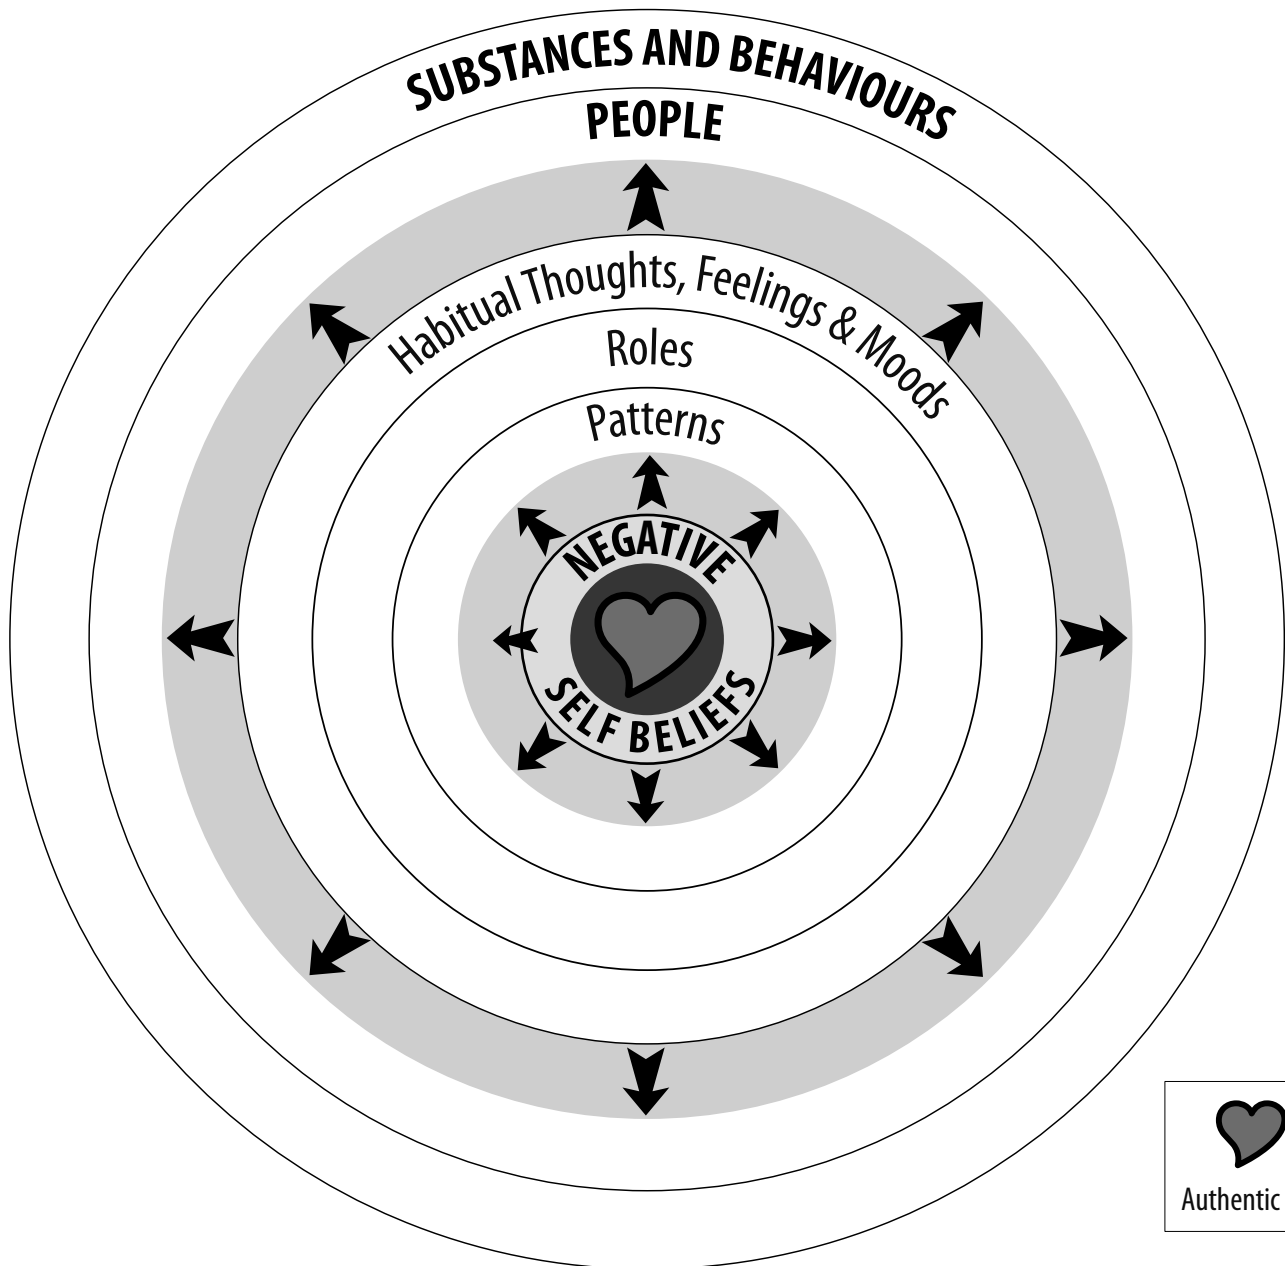 SUBSTANCES AND BEHAVIOURS
PEOPLE
Habitual Thoughts, Feelings & Moods
Roles
Patterns
NEGATIVE
SELF BELIEFS
Authentic